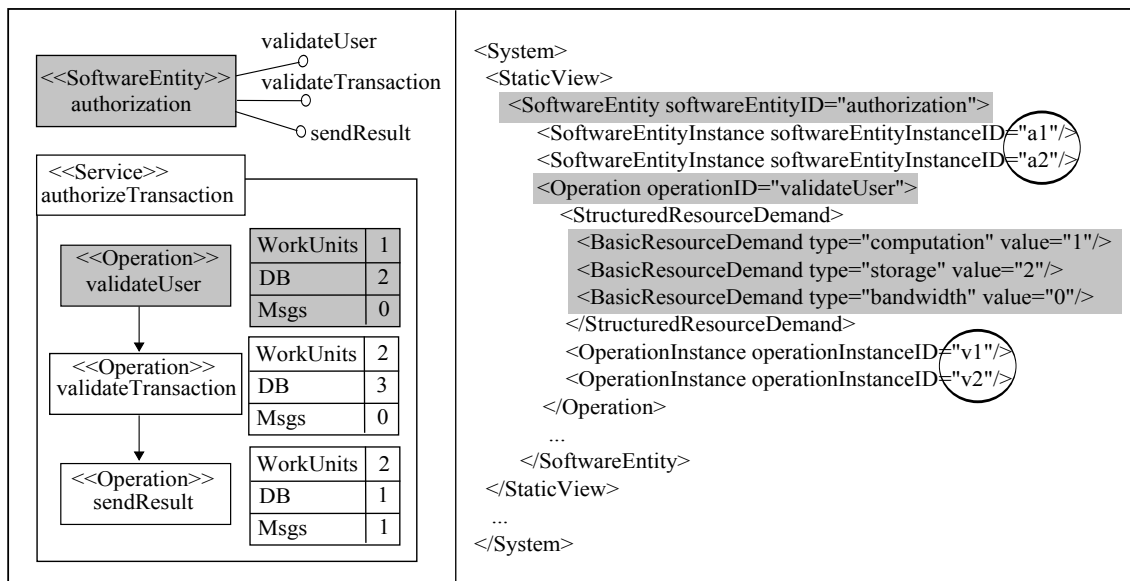 validateUser
<<SoftwareEntity>>
authorization
validateTransaction
sendResult
<<Service>>
authorizeTransaction
<<Operation>>
validateUser
WorkUnits 1
DB 2
Msgs 0
<<Operation>>
validateTransaction
WorkUnits 2
DB 3
Msgs 0
<<Operation>>
sendResult
WorkUnits 2
DB 1
Msgs 1
<System>
<StaticView>
<SoftwareEntity softwareEntityID="authorization">
<SoftwareEntityInstance softwareEntityInstanceID="a1"/>
<SoftwareEntityInstance softwareEntityInstanceID="a2"/>
<Operation operationID="validateUser">
<StructuredResourceDemand>
<BasicResourceDemand type="computation" value="1"/>
<BasicResourceDemand type="storage" value="2"/>
<BasicResourceDemand type="bandwidth" value="0"/>
</StructuredResourceDemand>
<OperationInstance operationInstanceID="v1"/>
<OperationInstance operationInstanceID="v2"/>
</Operation>
...
</SoftwareEntity>
</StaticView>
...
</System>